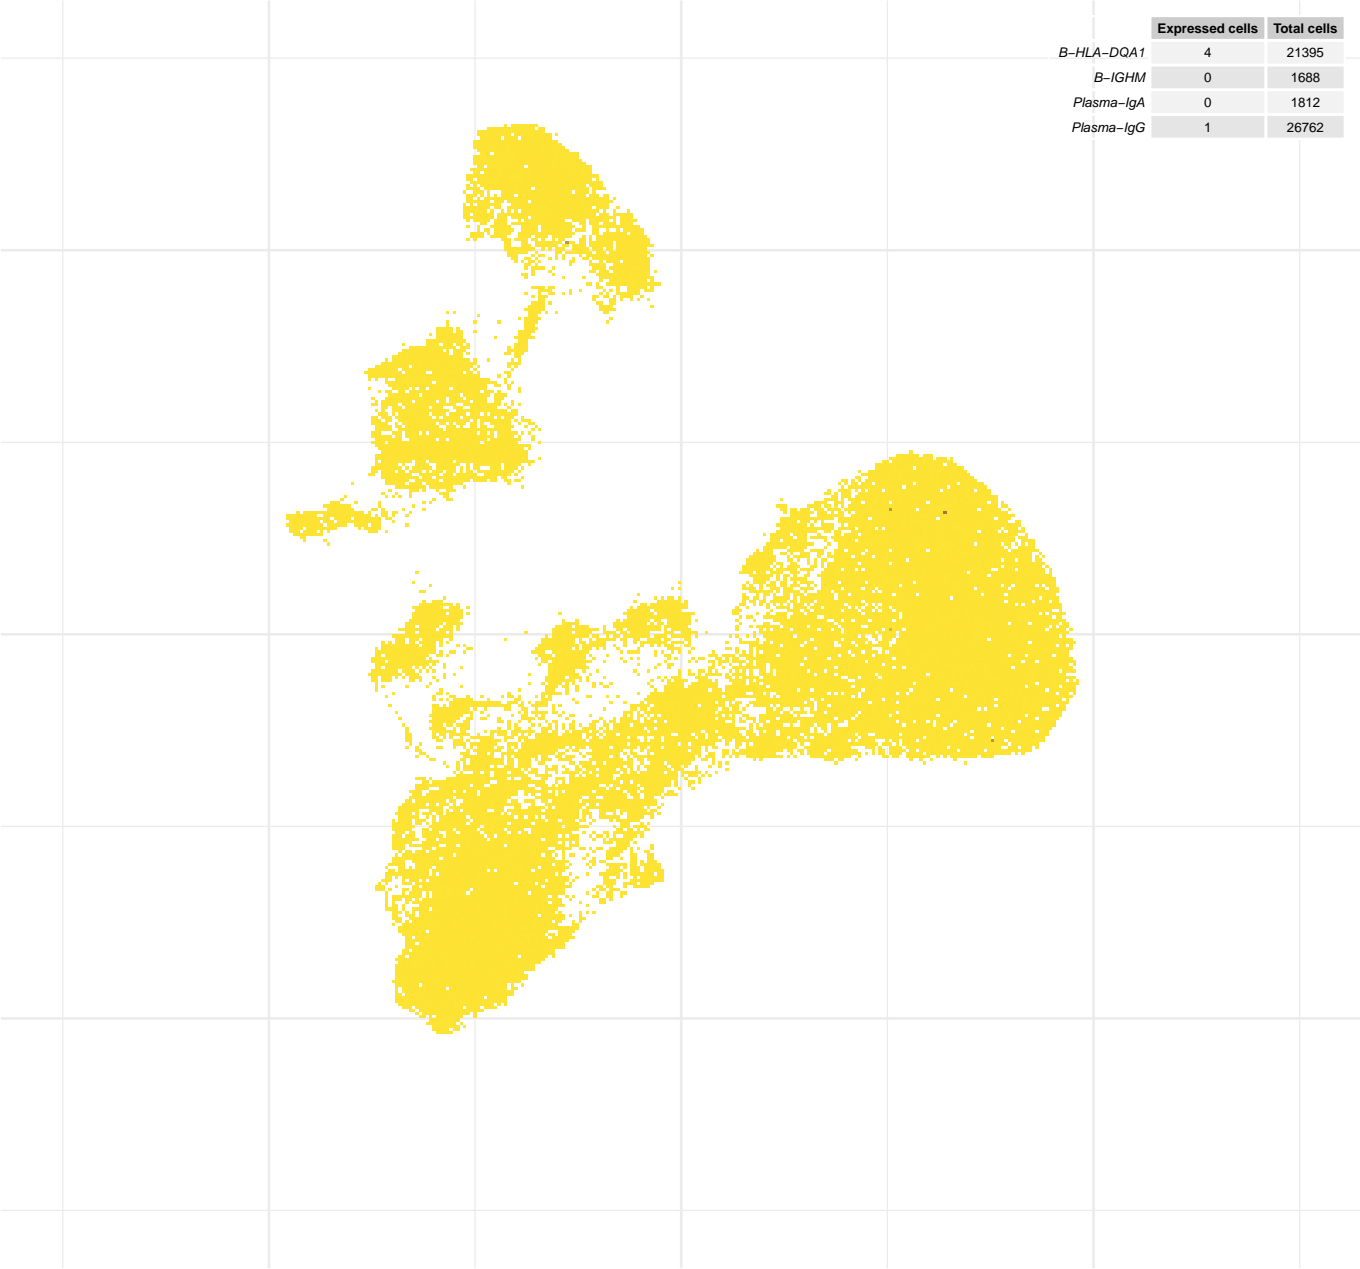 Expressed cells Total cells
B−HLA−DQA1 4 21395
B−IGHM 0 1688
Plasma−IgA 0 1812
Plasma−IgG 1 26762